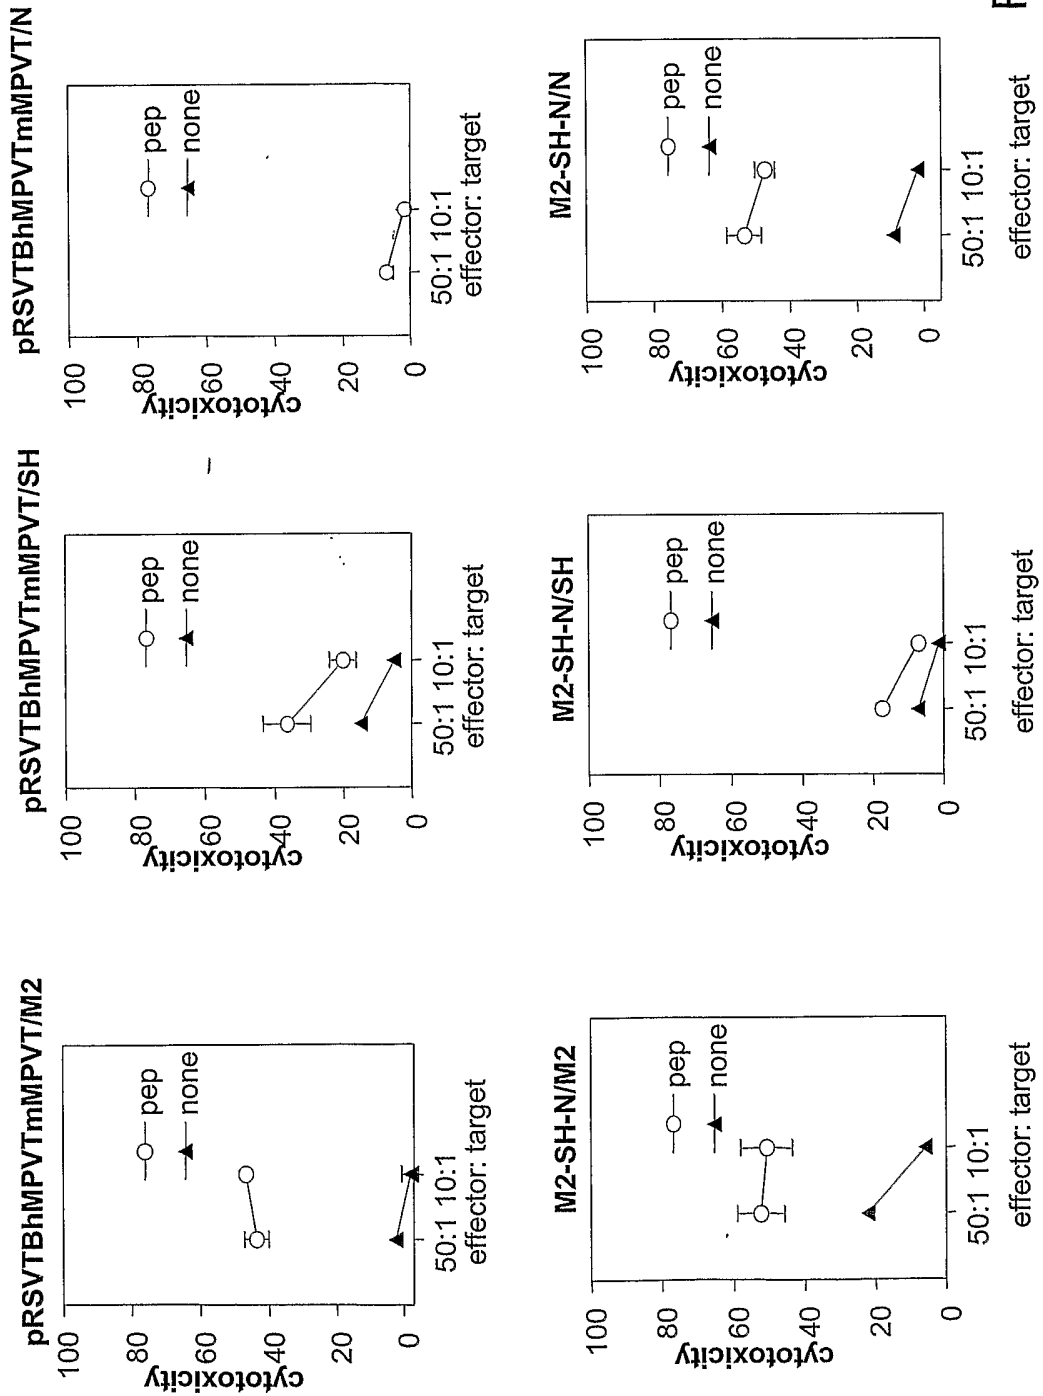 pRSVTBhMPVTmMPVT/M2
100
80
60
40
20
0
cytotoxicity
pep
none
50:1 10:1
effector: target
pRSVTBhMPVTmMPVT/SH
100
80
60
40
20
0
cytotoxicity
pep
none
50:1 10:1
effector: target
pRSVTBhMPVTmMPVT/N
100
80
60
40
20
0
cytotoxicity
pep
none
50:1 10:1
effector: target
M2-SH-N/M2
100
80
60
40
20
0
cytotoxicity
pep
none
50:1 10:1
effector: target
M2-SH-N/SH
100
80
60
40
20
0
cytotoxicity
pep
none
50:1 10:1
effector: target
M2-SH-N/N
100
80
60
40
20
0
cytotoxicity
pep
none
50:1 10:1
effector: target